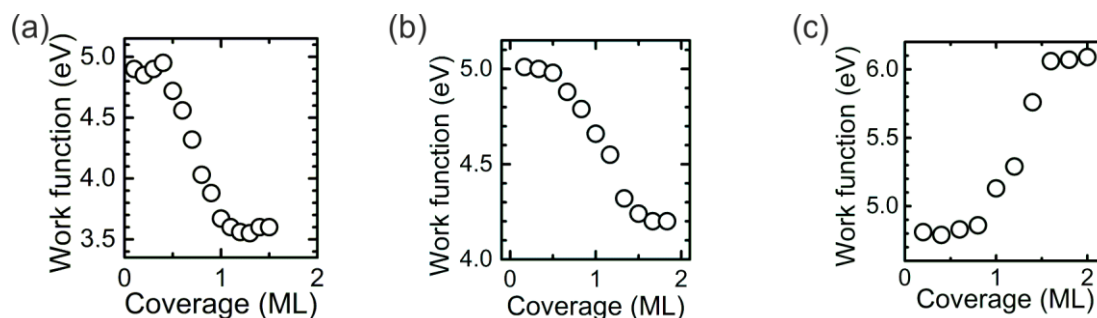 (a)
Work function (eV)
5.0
4.5
4.0
3.5
0
1
2
Coverage (ML)
(b)
Work function (eV)
5.0
4.5
4.0
0
1
2
Coverage (ML)
(c)
Work function (eV)
6.0
5.5
5.0
0
1
2
Coverage (ML)